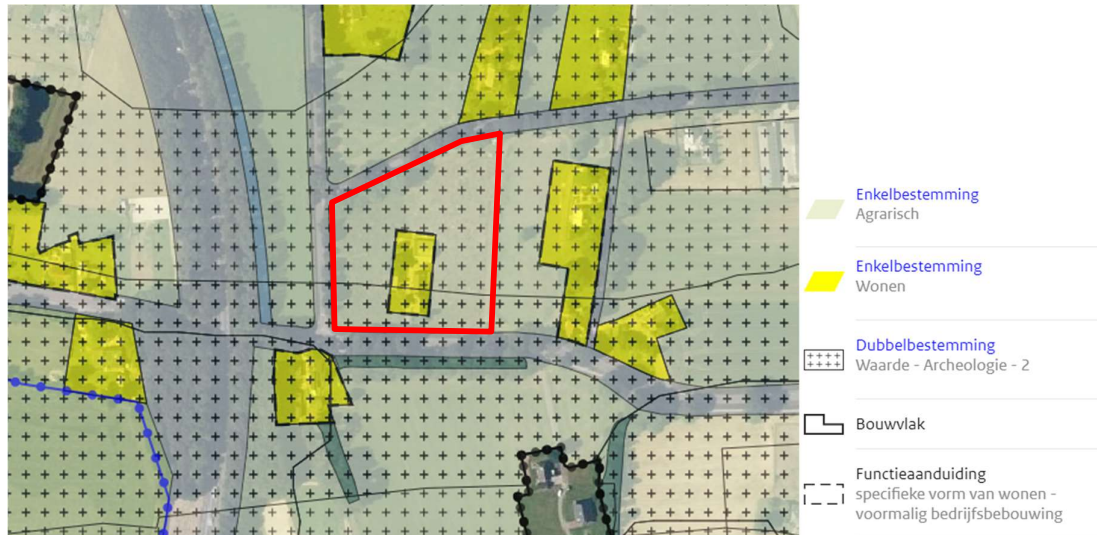 Enkelbestemming
Agrarisch
Enkelbestemming
Wonen
Dubbelbestemming
Waarde - Archeologie - 2
Bouwvlak
Functieaanduiding
specifieke vorm van wonen -
voormalig bedrijfsbebouwing